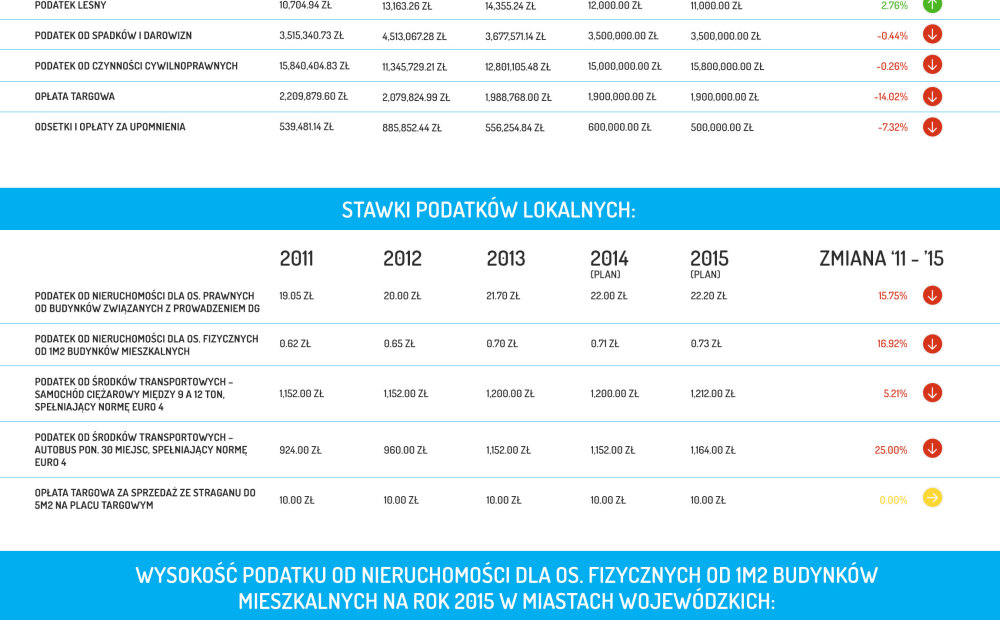 PODATEK LEŚNY 10,704.94 ZŁ 13,163.26 ZŁ 14,355.24 ZŁ 12,000.00 ZŁ 11,000.00 ZŁ 2.76%
PODATEK OD SPADKÓW I DAROWIZN 3,515,340.73 ZŁ 4,513,067.28 ZŁ 3,677,571.14 ZŁ 3,500,000.00 ZŁ 3,500,000.00 ZŁ -0.44%
PODATEK OD CZYNNOŚCI CYWILNOPRAWNYCH 15,840,404.83 ZŁ 11,345,729.21 ZŁ 12,801,105.48 ZŁ 15,000,000.00 ZŁ 15,800,000.00 ZŁ -0.26%
OPŁATA TARGOWA 2,209,879.60 ZŁ 2,079,824.99 ZŁ 1,988,768.00 ZŁ 1,900,000.00 ZŁ 1,900,000.00 ZŁ -14.02%
ODSETKI I OPŁATY ZA UPOMNIENIA 539,481.14 ZŁ 885,852.44 ZŁ 556,254.84 ZŁ 600,000.00 ZŁ 500,000.00 ZŁ -7.32%
STAWKI PODATKÓW LOKALNYCH:
2011 2012 2013 2014 2015 ZMIANA '11 - '15
(PLAN) (PLAN)
PODATEK OD NIERUCHOMOŚCI DLA OS. PRAWNYCH 19.05 ZŁ 20.00 ZŁ 21.70 ZŁ 22.00 ZŁ 22.20 ZŁ 15.75%
OD BUDYNKÓW ZWIĄZANYCH Z PROWADZENIEM DG
PODATEK OD NIERUCHOMOŚCI DLA OS. FIZYCZNYCH 0.62 ZŁ 0.65 ZŁ 0.70 ZŁ 0.71 ZŁ 0.73 ZŁ 16.92%
OD 1M2 BUDYNKÓW MIESZKALNYCH
PODATEK OD ŚRODKÓW TRANSPORTOWYCH –
SAMOCHÓD CIĘŻAROWY MIĘDZY 9 A 12 TON, 1,152.00 ZŁ 1,152.00 ZŁ 1,200.00 ZŁ 1,200.00 ZŁ 1,212.00 ZŁ 5.21%
SPEŁNIAJĄCY NORMĘ EURO 4
PODATEK OD ŚRODKÓW TRANSPORTOWYCH –
AUTOBUS PON. 30 MIEJSC, SPEŁNIAJĄCY NORMĘ 924.00 ZŁ 960.00 ZŁ 1,152.00 ZŁ 1,152.00 ZŁ 1,164.00 ZŁ 25.00%
EURO 4
OPŁATA TARGOWA ZA SPRZEDAŻ ZE STRAGANU DO 10.00 ZŁ 10.00 ZŁ 10.00 ZŁ 10.00 ZŁ 10.00 ZŁ 0.00%
5M2 NA PLACU TARGOWYM
WYSOKOŚĆ PODATKU OD NIERUCHOMOŚCI DLA OS. FIZYCZNYCH OD 1M2 BUDYNKÓW
MIESZKALNYCH NA ROK 2015 W MIASTACH WOJEWÓDZKICH: